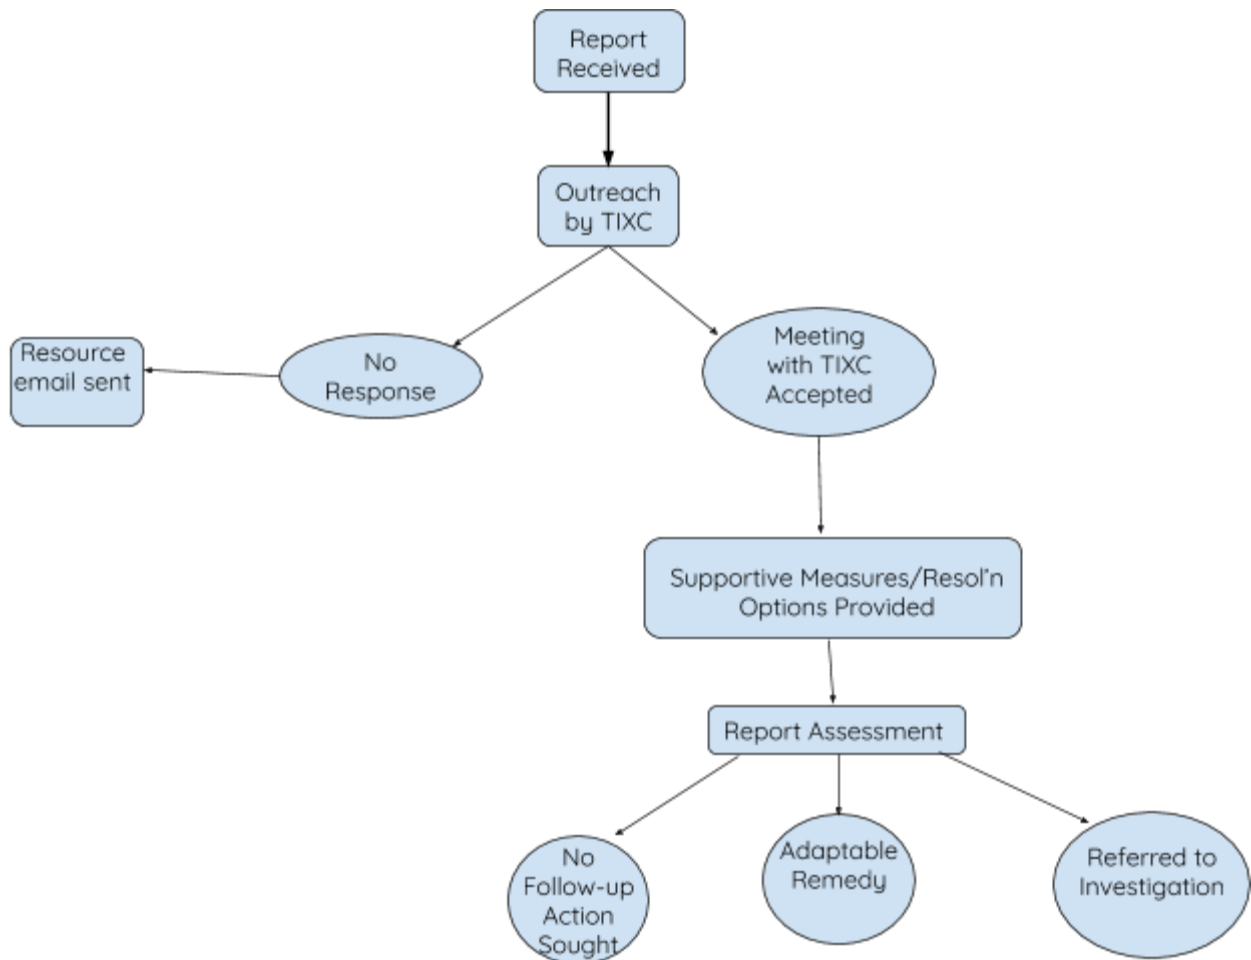 Report
Received
Outreach
by TIXC
No
Response
Resource
email sent
Meeting
with TIXC
Accepted
Supportive Measures/Resol'n
Options Provided
Report Assessment
No
Follow-up
Action
Sought
Adaptable
Remedy
Referred to
Investigation